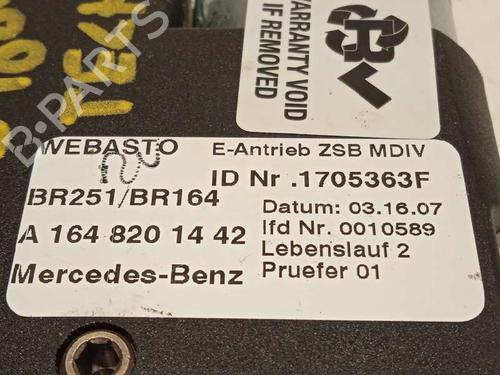 WARRANTY VOID
IF REMOVED
B-PARTS
WEBASTO
E-Antrieb ZSB MDIV
BR251/BR164
ID Nr .1705363F
A 164 820 14 42
Datum: 03.16.07
lfd Nr. 0010589
Mercedes-Benz
Lebenslauf 2
Pruefer 01